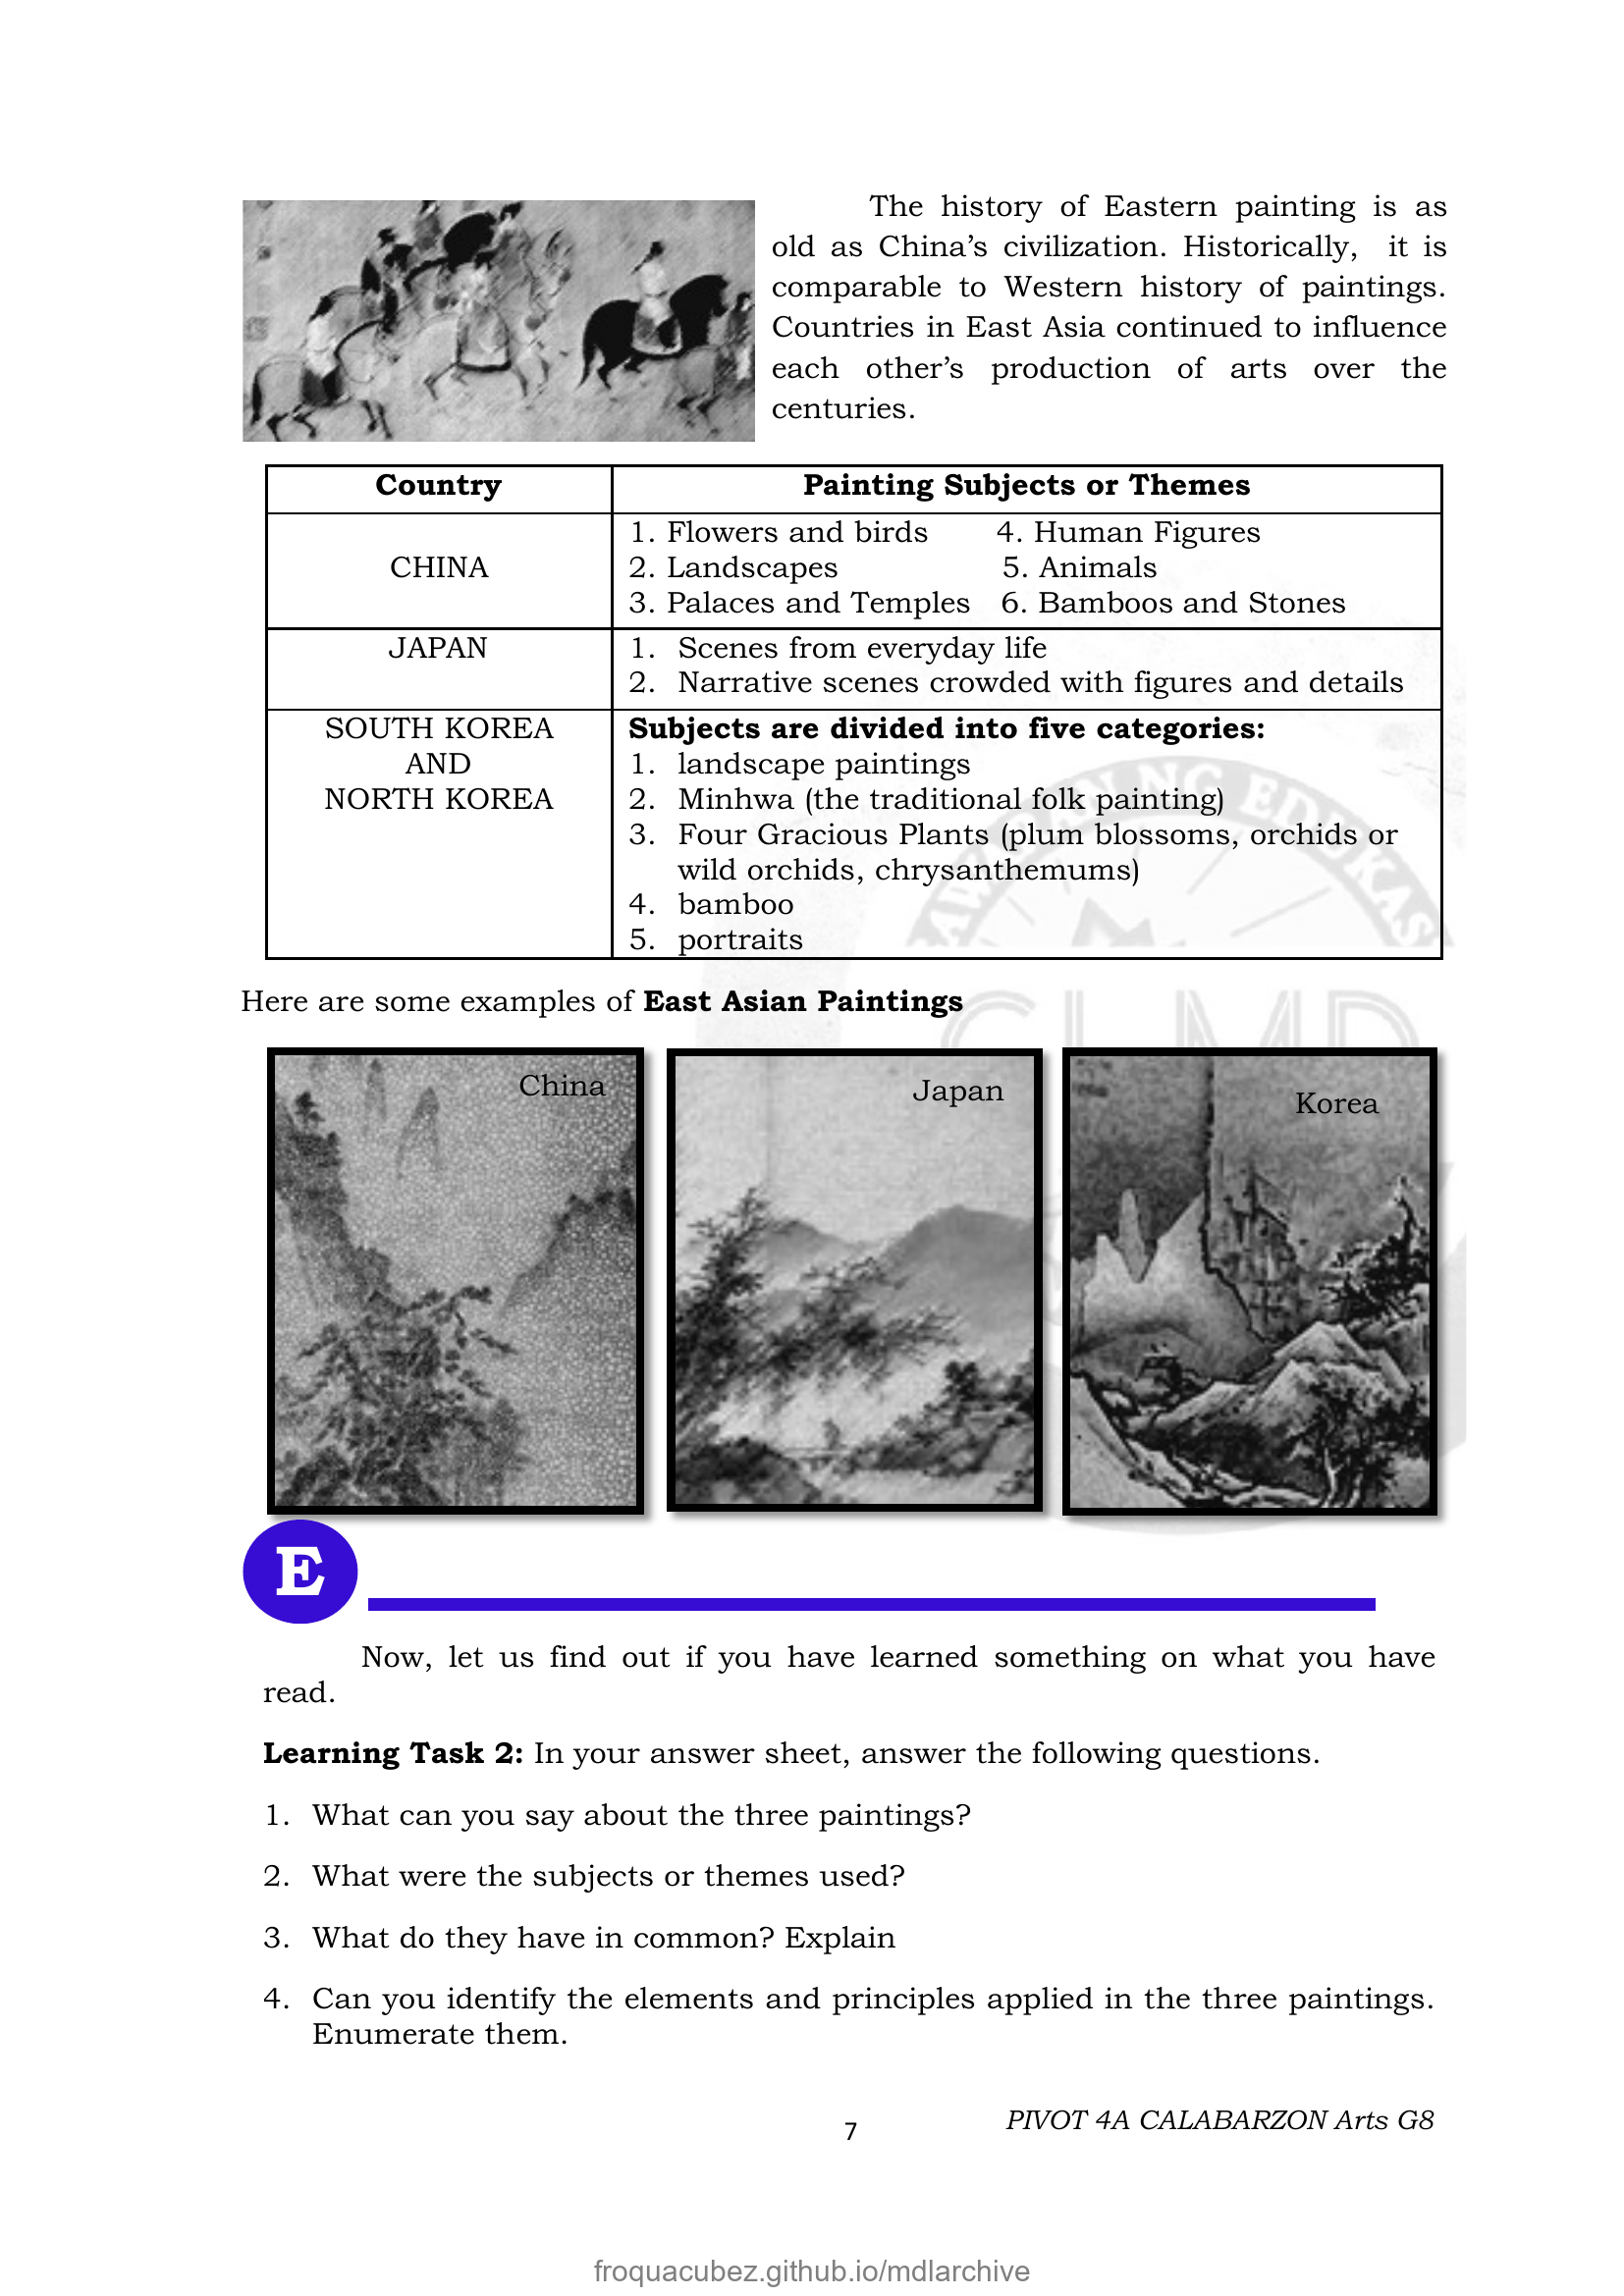 The history of Eastern painting is as
old as China’s civilization. Historically, it is
comparable to Western history of paintings.
Countries in East Asia continued to influence
each other’s production of arts over the
centuries.
Country Painting Subjects or Themes
CHINA
1. Flowers and birds 4. Human Figures
2. Landscapes 5. Animals
3. Palaces and Temples 6. Bamboos and Stones
JAPAN
1. Scenes from everyday life
2. Narrative scenes crowded with figures and details
SOUTH KOREA
AND
NORTH KOREA
Subjects are divided into five categories:
1. landscape paintings
2. Minhwa (the traditional folk painting)
3. Four Gracious Plants (plum blossoms, orchids or
wild orchids, chrysanthemums)
4. bamboo
5. portraits
Here are some examples of East Asian Paintings
China
Japan
Korea
E
Now, let us find out if you have learned something on what you have
read.
Learning Task 2: In your answer sheet, answer the following questions.
1. What can you say about the three paintings?
2. What were the subjects or themes used?
3. What do they have in common? Explain
4. Can you identify the elements and principles applied in the three paintings.
Enumerate them.
7
PIVOT 4A CALABARZON Arts G8
froquacubez.github.io/mdlarchive